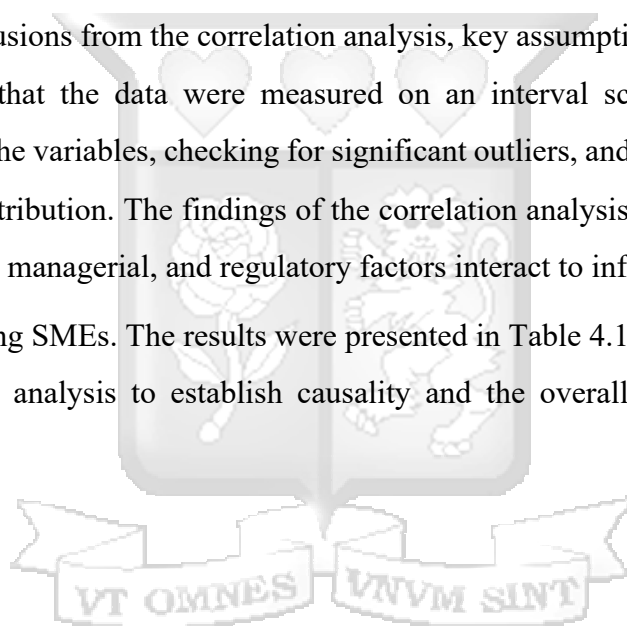 usions from the correlation analysis, key assumpti
that the data were measured on an interval sc
he variables, checking for significant outliers, and
tribution. The findings of the correlation analysis
managerial, and regulatory factors interact to inf
ng SMEs. The results were presented in Table 4.1
analysis to establish causality and the overall
VT OMNES VNVM SINT